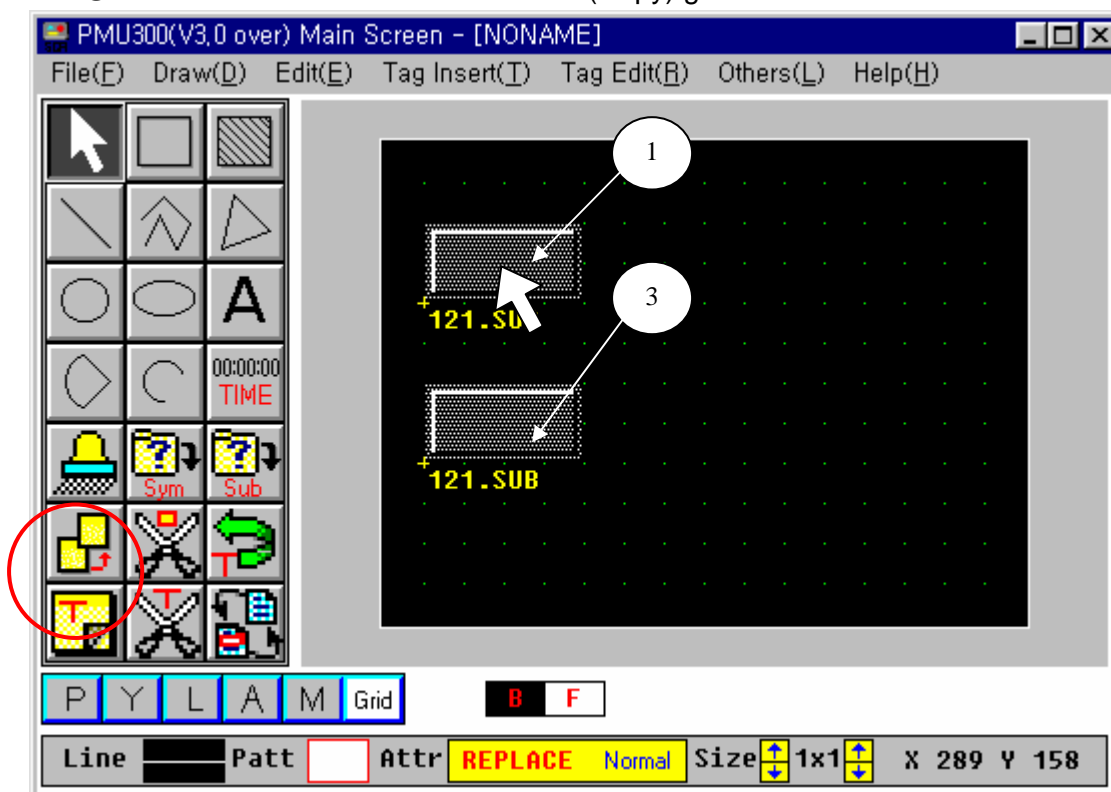 PMU300(V3,0 over) Main Screen - [NONAME]
File(F) Draw(D) Edit(E) Tag Insert(T) Tag Edit(R) Others(L) Help(H)
1
3
121.SU
121.SUB
A
00:00:00
TIME
? ?
Sym Sub
T
T T
P Y L A M Grid B F
Line Patt Attr REPLACE Normal Size 1x1 X 289 Y 158